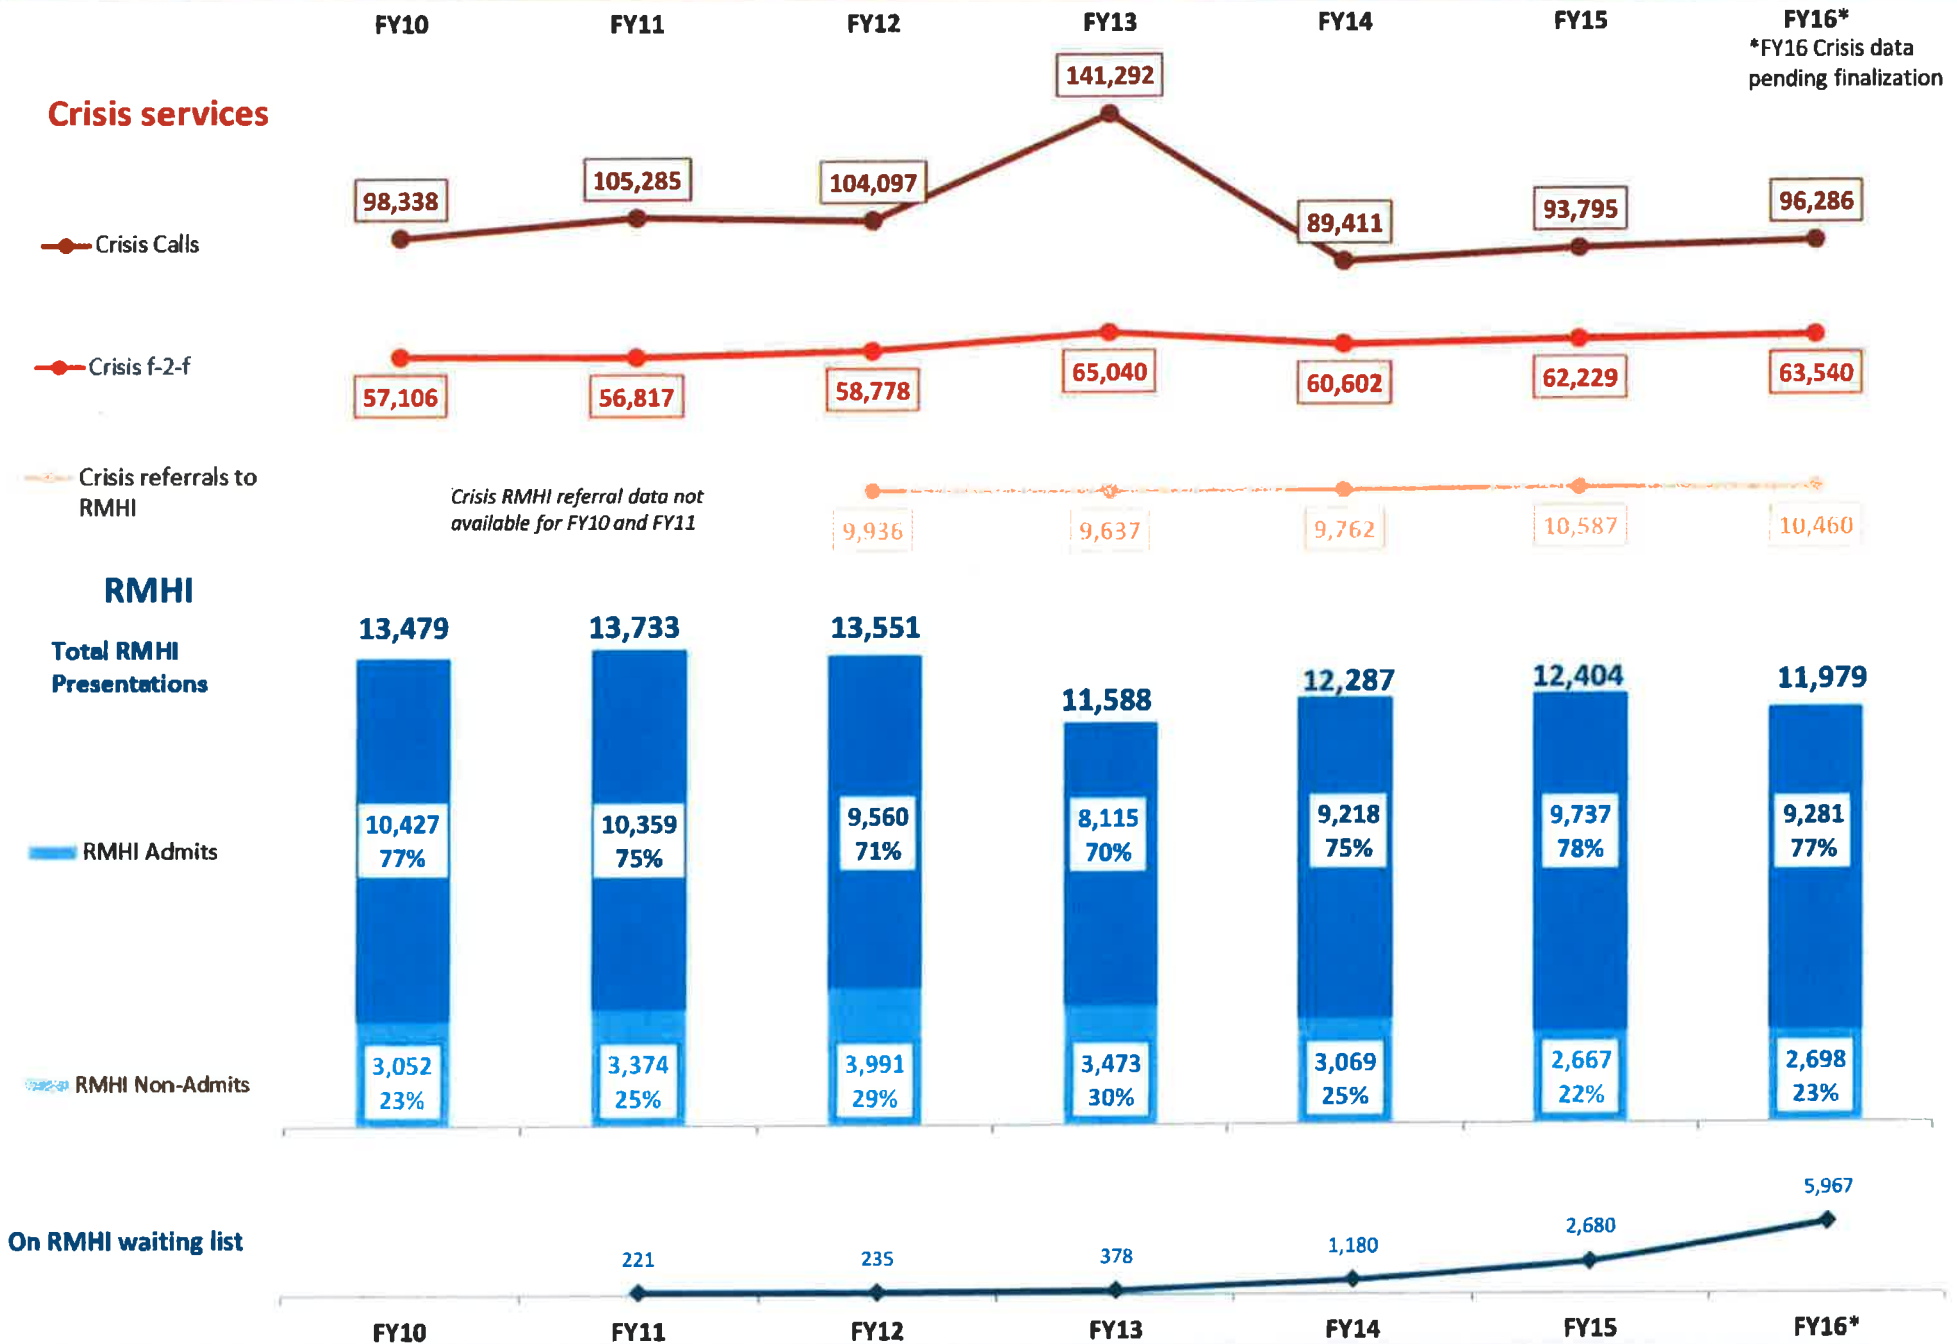 FY10 FY11 FY12 FY13 FY14 FY15 FY16*
*FY16 Crisis data
pending finalization
141,292
Crisis services
98,338 105,285 104,097 89,411 93,795 96,286
Crisis Calls
Crisis f-2-f
57,106 56,817 58,778 65,040 60,602 62,229 63,540
Crisis referrals to
RMHI
Crisis RMHI referral data not
available for FY10 and FY11
9,936 9,637 9,762 10,587 10,460
RMHI
Total RMHI
Presentations
13,479 13,733 13,551 11,588 12,287 12,404 11,979
RMHI Admits
10,427 10,359 9,560 8,115 9,218 9,737 9,281
77% 75% 71% 70% 75% 78% 77%
RMHI Non-Admits
3,052 3,374 3,991 3,473 3,069 2,667 2,698
23% 25% 29% 30% 25% 22% 23%
On RMHI waiting list
221 235 378 1,180 2,680 5,967
FY10 FY11 FY12 FY13 FY14 FY15 FY16*